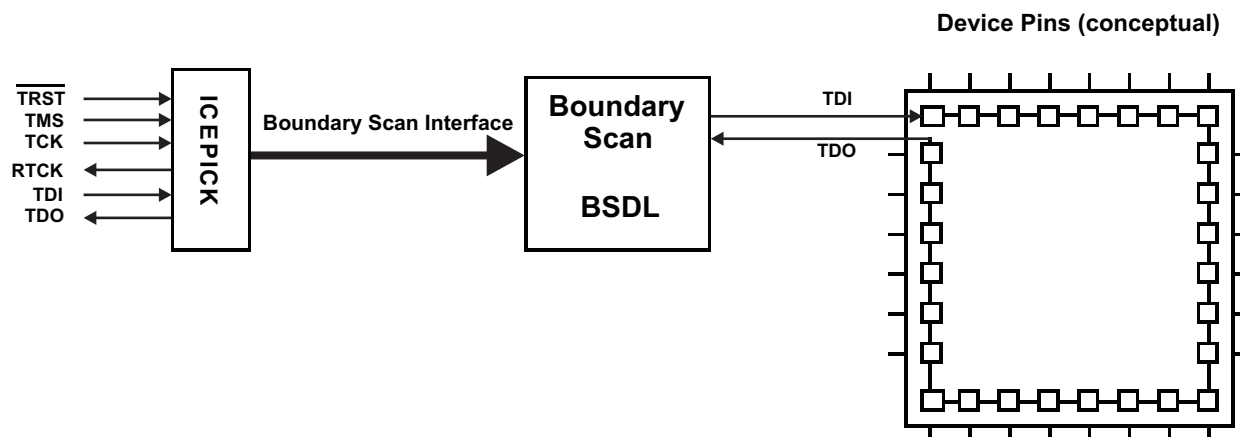 Device Pins (conceptual)
TRST
TMS
TCK
RTCK
TDI
TDO
ICEPICK
Boundary Scan Interface
Boundary
Scan
BSDL
TDI
TDO